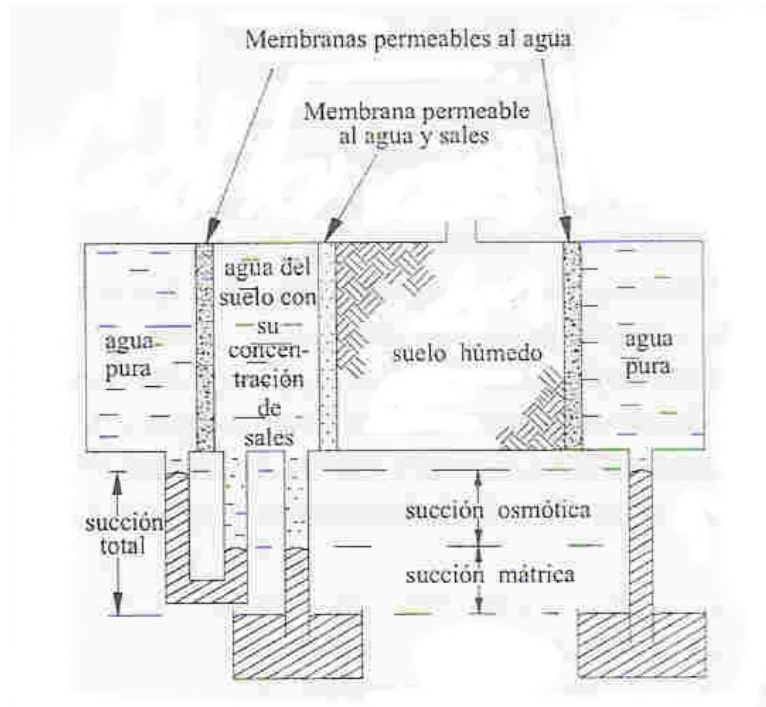 Membranas permeables al agua
Membrana permeable
al agua y sales
agua
pura
agua del
suelo con
su
concen-
tración
de
sales
suelo húmedo
agua
pura
succión
total
succión osmótica
succión mátrica